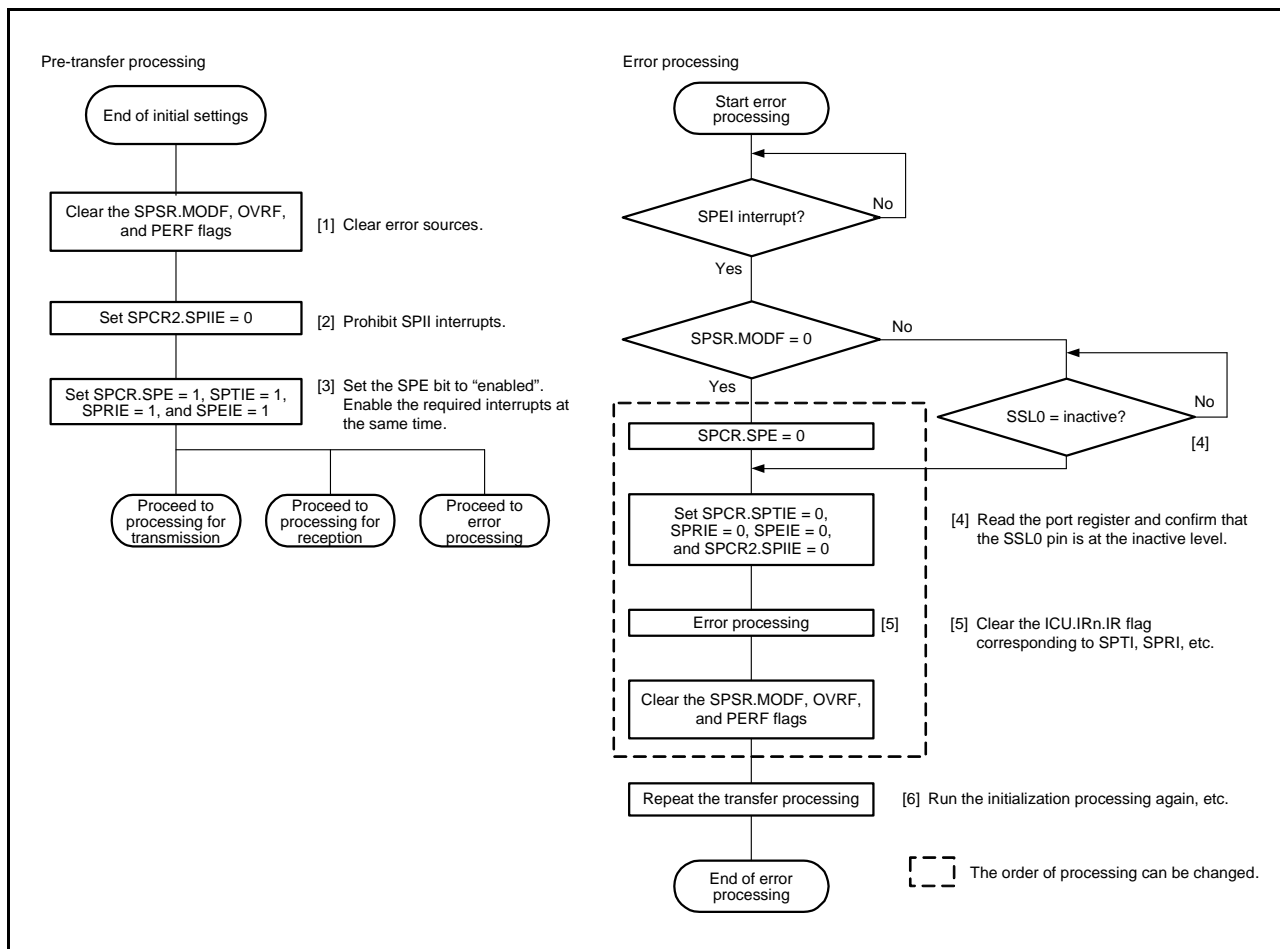 Pre-transfer processing
End of initial settings
Clear the SPSR.MODF, OVRF,
and PERF flags
[1] Clear error sources.
Set SPCR2.SPIIE = 0
[2] Prohibit SPII interrupts.
Set SPCR.SPE = 1, SPTIE = 1,
SPRIE = 1, and SPEIE = 1
[3] Set the SPE bit to “enabled”.
Enable the required interrupts at
the same time.
Proceed to
processing for
transmission
Proceed to
processing for
reception
Proceed to
error
processing
Error processing
Start error
processing
SPEI interrupt?
No
Yes
SPSR.MODF = 0
No
Yes
SSL0 = inactive?
No
[4]
SPCR.SPE = 0
Set SPCR.SPTIE = 0,
SPRIE = 0, SPEIE = 0,
and SPCR2.SPIIE = 0
[4] Read the port register and confirm that
the SSL0 pin is at the inactive level.
Error processing
[5]
[5] Clear the ICU.IRn.IR flag
corresponding to SPTI, SPRI, etc.
Clear the SPSR.MODF, OVRF,
and PERF flags
Repeat the transfer processing
[6] Run the initialization processing again, etc.
End of error
processing
The order of processing can be changed.